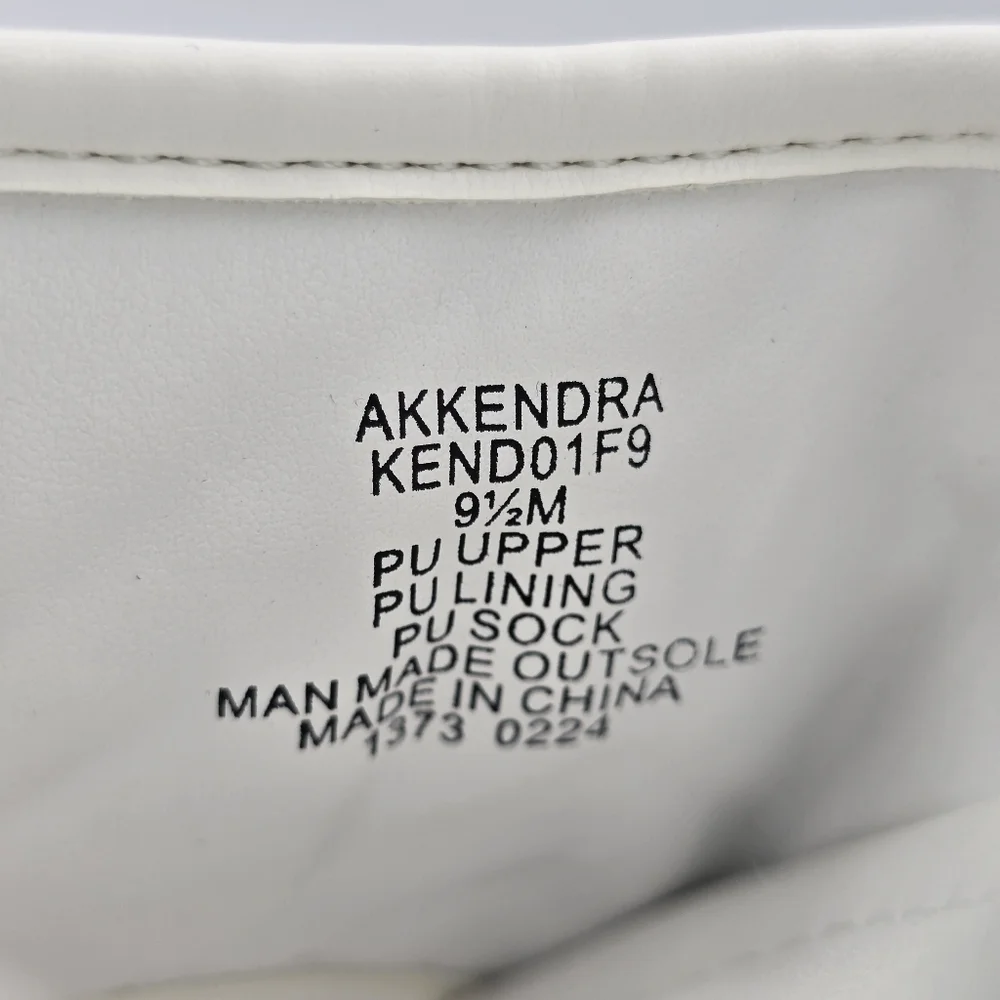 AKKENDRA
KEND01F9
9½M
PU UPPER
PU LINING
PU SOCK
MAN MADE OUTSOLE
MADE IN CHINA
1373 0224